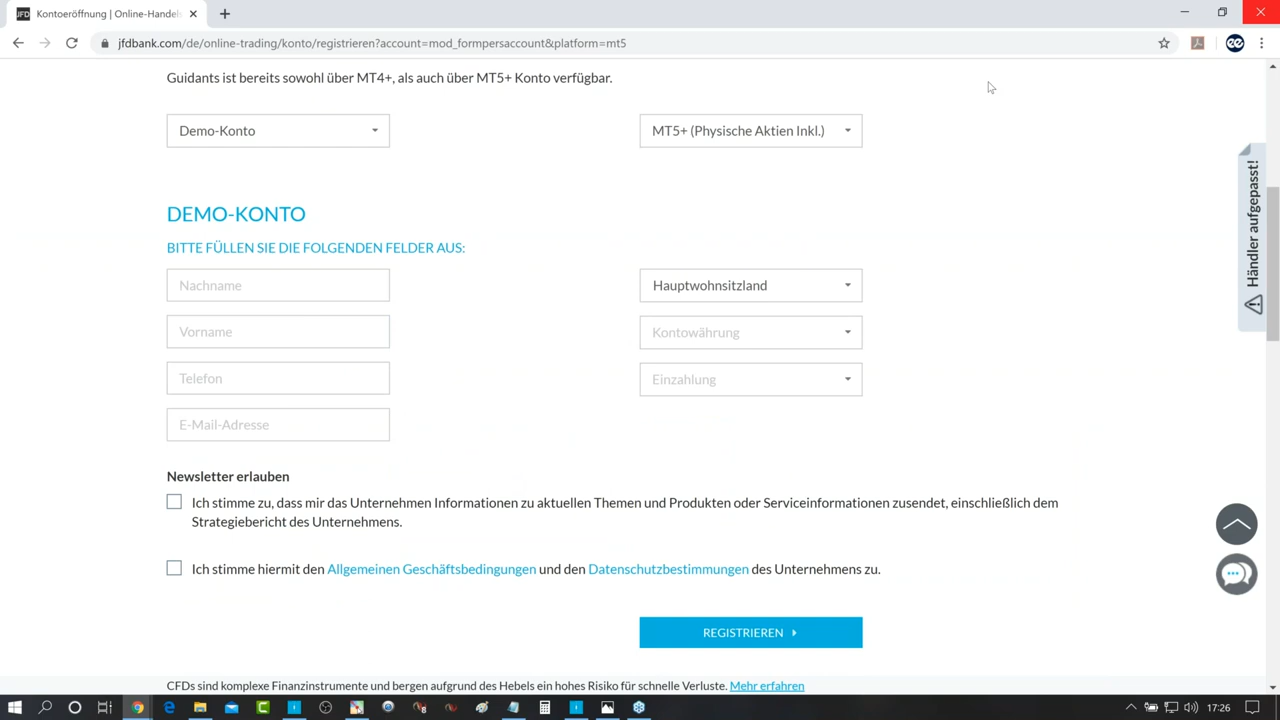 JFD Kontoeröffnung | Online-Handels
jfdbank.com/de/online-trading/konto/registrieren?account=mod_formpersaccount&platform=mt5
Guidants ist bereits sowohl über MT4+, als auch über MT5+ Konto verfügbar.
Demo-Konto
MT5+ (Physische Aktien Inkl.)
Händler aufgepasst!
DEMO-KONTO
BITTE FÜLLEN SIE DIE FOLGENDEN FELDER AUS:
Nachname
Hauptwohnsitzland
Vorname
Kontowährung
Telefon
Einzahlung
E-Mail-Adresse
Newsletter erlauben
Ich stimme zu, dass mir das Unternehmen Informationen zu aktuellen Themen und Produkten oder Serviceinformationen zusendet, einschließlich dem
Strategiebericht des Unternehmens.
Ich stimme hiermit den Allgemeinen Geschäftsbedingungen und den Datenschutzbestimmungen des Unternehmens zu.
REGISTRIEREN
CFDs sind komplexe Finanzinstrumente und bergen aufgrund des Hebels ein hohes Risiko für schnelle Verluste. Mehr erfahren
17:26